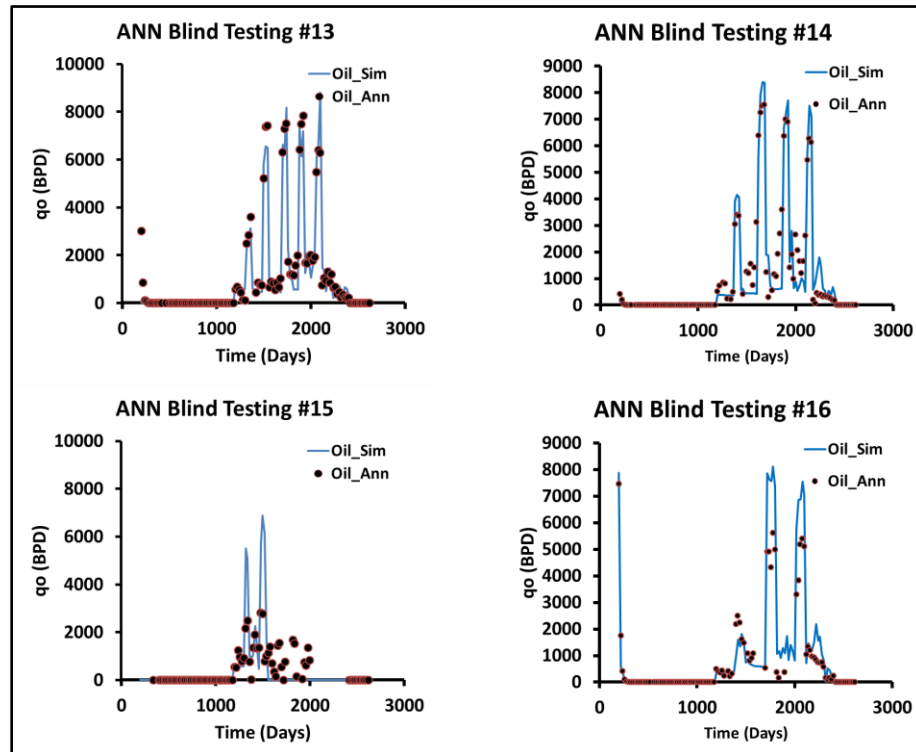 ANN Blind Testing #13
Oil_Sim
Oil_Ann
10000
8000
6000
4000
2000
0
qo (BPD)
0 1000 2000 3000
Time (Days)
ANN Blind Testing #14
Oil_Sim
Oil_Ann
9000
8000
7000
6000
5000
4000
3000
2000
1000
0
qo (BPD)
0 1000 2000 3000
Time (Days)
ANN Blind Testing #15
Oil_Sim
Oil_Ann
10000
8000
6000
4000
2000
0
qo (BPD)
0 1000 2000 3000
Time (Days)
ANN Blind Testing #16
Oil_Sim
Oil_Ann
9000
8000
7000
6000
5000
4000
3000
2000
1000
0
qo (BPD)
0 1000 2000 3000
Time (Days)